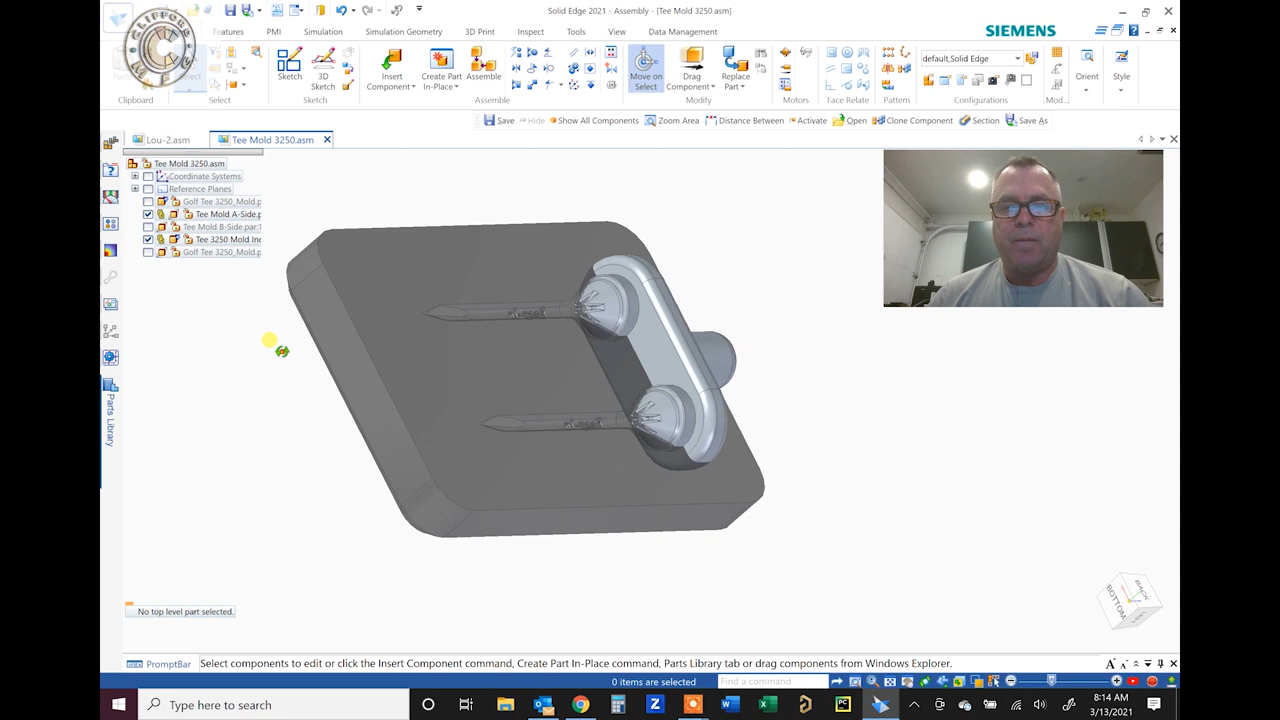 Solid Edge 2021 - Assembly - [Tee Mold 3250.asm]
CLIFFORD
Features PMI Simulation Simulation Geometry 3D Print Inspect Tools View Data Management
SIEMENS
Select
Sketch
3D
Sketch
Insert
Component
Create Part
In-Place
Assemble
Move on
Select
Drag
Component
Replace
Part
default,Solid Edge
Orient
Style
Clipboard Select Sketch Assemble Modify Motors Face Relate Pattern Configurations Mod...
Save Hide Show All Components Zoom Area Distance Between Activate Open Clone Component Section Save As
Lou-2.asm
Tee Mold 3250.asm
Tee Mold 3250.asm
Coordinate Systems
Reference Planes
Golf Tee 3250_Mold.p
Tee Mold A-Side.p
Tee Mold B-Side.par:1
Tee 3250 Mold Inc
Golf Tee 3250_Mold.p
Parts Library
BACK
BOTTOM
No top level part selected.
PromptBar
Select components to edit or click the Insert Component command, Create Part In-Place command, Parts Library tab or drag components from Windows Explorer.
0 items are selected
Find a command
Type here to search
8:14 AM
3/13/2021